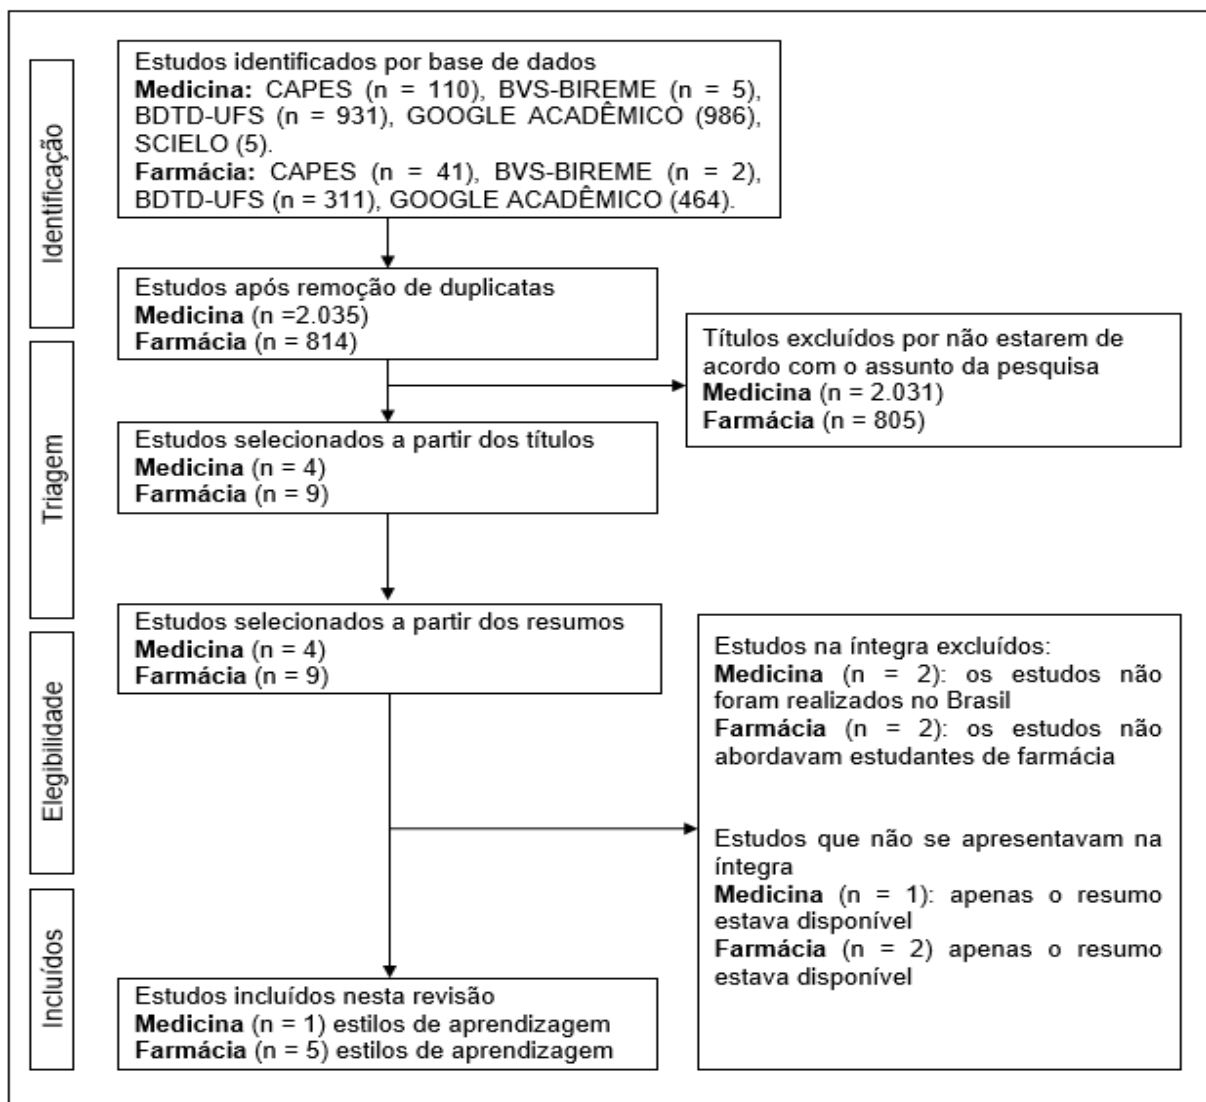 Identificação
Estudos identificados por base de dados
Medicina: CAPES (n = 110), BVS-BIREME (n = 5),
BDTD-UFS (n = 931), GOOGLE ACADÊMICO (986),
SCIELO (5).
Farmácia: CAPES (n = 41), BVS-BIREME (n = 2),
BDTD-UFS (n = 311), GOOGLE ACADÊMICO (464).
Estudos após remoção de duplicatas
Medicina (n =2.035)
Farmácia (n = 814)
Triagem
Títulos excluídos por não estarem de
acordo com o assunto da pesquisa
Medicina (n = 2.031)
Farmácia (n = 805)
Estudos selecionados a partir dos títulos
Medicina (n = 4)
Farmácia (n = 9)
Estudos selecionados a partir dos resumos
Medicina (n = 4)
Farmácia (n = 9)
Elegibilidade
Estudos na íntegra excluídos:
Medicina (n = 2): os estudos não
foram realizados no Brasil
Farmácia (n = 2): os estudos não
abordavam estudantes de farmácia
Estudos que não se apresentavam na
íntegra
Medicina (n = 1): apenas o resumo
estava disponível
Farmácia (n = 2) apenas o resumo
estava disponível
Incluídos
Estudos incluídos nesta revisão
Medicina (n = 1) estilos de aprendizagem
Farmácia (n = 5) estilos de aprendizagem